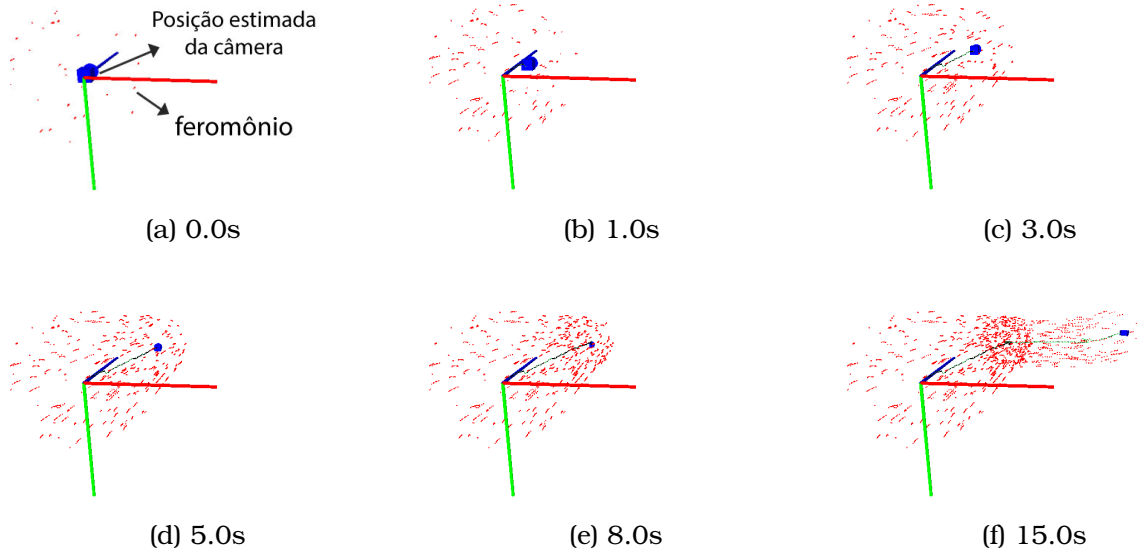 Posição estimada
da câmera
feromônio
(a) 0.0s
(b) 1.0s
(c) 3.0s
(d) 5.0s
(e) 8.0s
(f) 15.0s